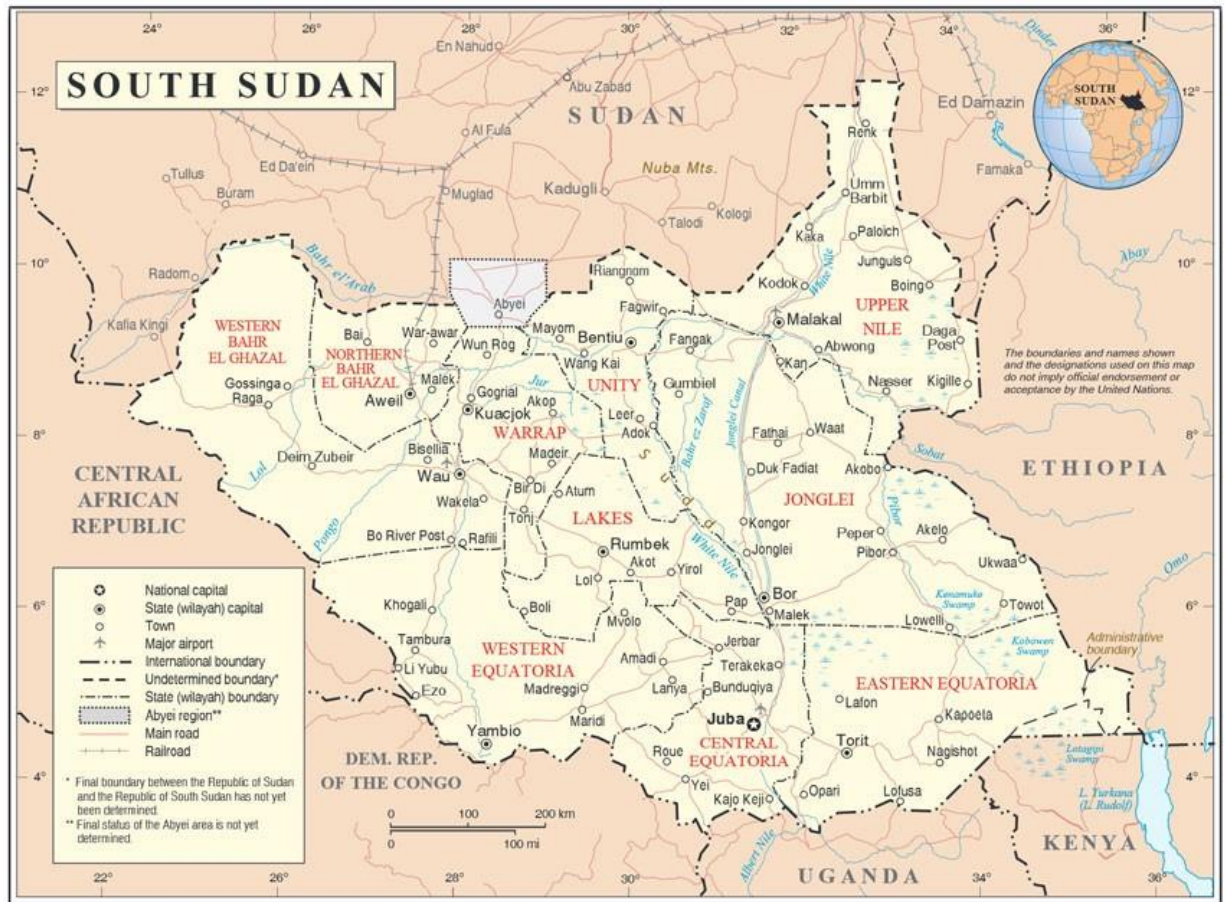 24°
26°
28°
30°
36°
SOUTH SUDAN
12°
12°
10°
10°
8°
8°
6°
6°
4°
4°
SUDAN
En Nahud
Abu Zabad
Al Fula
Ed Da'ein
Tullus
Buram
Muglad
Kadugli
Nuba Mts.
Talodi
Kologi
Radom
Kafia Kingi
Bahr el'Arab
Dinder
Ed Damazin
Famaka
Abay
SOUTH
SUDAN
Renk
Umm
Barbit
Kaka
Paloich
Junguls
Boing
White Nile
Kodok
Malakal
UPPER
NILE
Daga
Post
Abwong
Kan
Nasser
Kigille
The boundaries and names shown
and the designations used on this map
do not imply official endorsement or
acceptance by the United Nations.
Abyei
Riangnom
Fagwir
Mayom
Bentiu
Wang Kai
UNITY
Fangak
Gumbiel
Leer
Adok
Sudd
Bahr ez Zaraf
Jonglei Canal
WESTERN
BAHR
EL GHAZAL
NORTHERN
BAHR
EL GHAZAL
Bai
War-awar
Wun Rog
Gossinga
Raga
Malek
Aweil
Gogrial
Jur
Kuacjok
Akop
WARRAP
Deim Zubeir
Lol
Bisellia
Wau
Madeir
Bir Di
Atum
Wakela
Tonj
Pongo
Bo River Post
Rafili
LAKES
Rumbek
Akot
Yirol
Lol
White Nile
Fathai
Waat
Duk Fadiat
Akobo
Sobat
JONGLEI
Kongor
Jonglei
Peper
Pibor
Pibor
Akelo
Ukwaa
Bor
Malek
Pap
Kenamuke
Swamp
Towot
Lowelli
Kobowen
Swamp
Omo
Administrative
boundary
CENTRAL
AFRICAN
REPUBLIC
ETHIOPIA
Khogali
Boli
Mvolo
Tambura
Li Yubu
Ezo
WESTERN
EQUATORIA
Amadi
Jerbar
Terakeka
Lanya
Bunduqiya
Madreggi
Maridi
Yambio
Juba
CENTRAL
EQUATORIA
Roue
Yei
Kajo Keji
EASTERN EQUATORIA
Lafon
Kapoeta
Torit
Nagishot
Opari
Lofusa
Latagipi
Swamp
L. Turkana
(L. Rudolf)
DEM. REP.
OF THE CONGO
Albert Nile
UGANDA
KENYA
National capital
State (wilayah) capital
Town
Major airport
International boundary
Undetermined boundary*
State (wilayah) boundary
Abyei region**
Main road
Railroad
* Final boundary between the Republic of Sudan
and the Republic of South Sudan has not yet
been determined.
** Final status of the Abyei area is not yet
determined.
0 100 200 km
0 100 mi
22°
26°
28°
30°
34°
36°